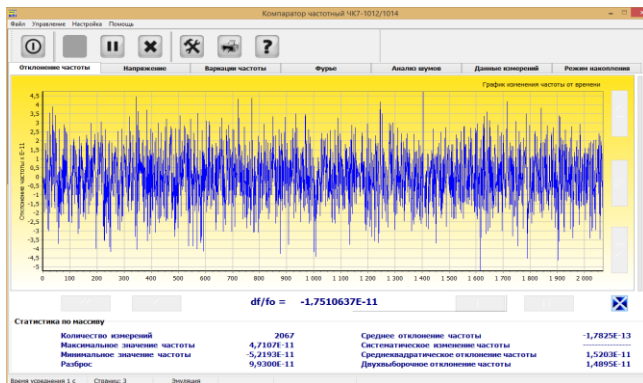 Компаратор частотный ЧК7-1012/1014
Файл Управление Настройка Помощь
Отклонение частоты Напряжение Вариации частоты Фурье Анализ шумов Данные измерений Режим накопления
График изменения частоты от времени
Отклонение частоты x E-11
4,5
4
3,5
3
2,5
2
1,5
1
0,5
0
-0,5
-1
-1,5
-2
-2,5
-3
-3,5
-4
-4,5
-5
0 100 200 300 400 500 600 700 800 900 1 000 1 100 1 200 1 300 1 400 1 500 1 600 1 700 1 800 1 900 2 000
df/fo = -1,7510637E-11
Статистика по массиву
Количество измерений 2067 Среднее отклонение частоты -1,7825E-13
Максимальное значение частоты 4,7107E-11 Систематическое изменение частоты ------------
Минимальное значение частоты -5,2193E-11 Среднеквадратическое отклонение частоты 1,5203E-11
Разброс 9,9300E-11 Двухвыборочное отклонение частоты 1,4895E-11
Время усреднения 1 с Страниц: 3 Эмуляция